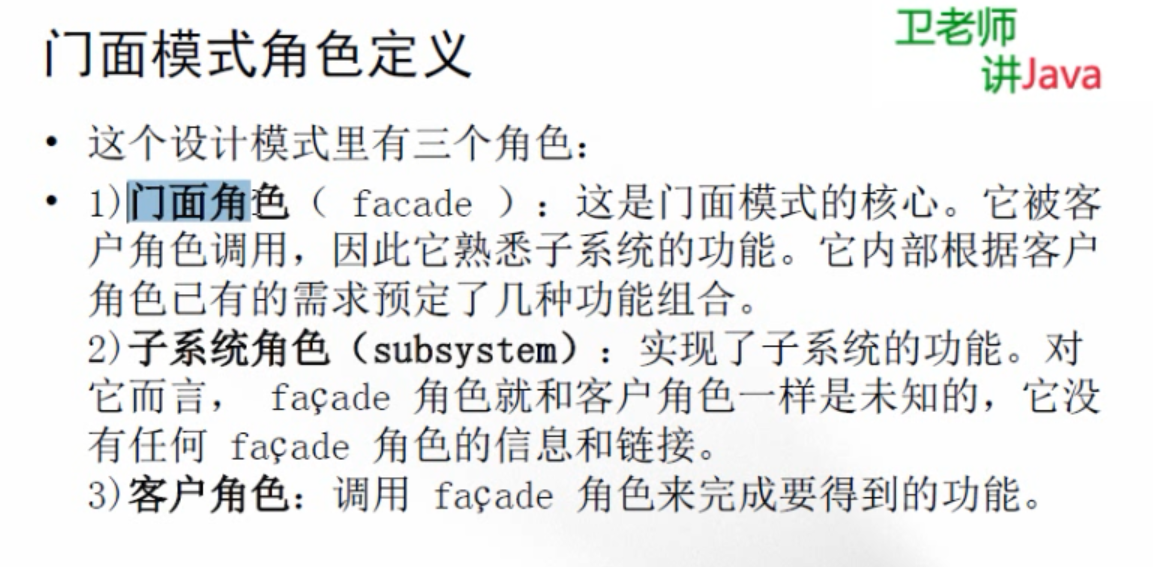 门面模式角色定义
卫老师
讲Java
• 这个设计模式里有三个角色：
• 1)门面角色（ facade ）：这是门面模式的核心。它被客
户角色调用，因此它熟悉子系统的功能。它内部根据客户
角色已有的需求预定了几种功能组合。
2)子系统角色（subsystem）：实现了子系统的功能。对
它而言， façade 角色就和客户角色一样是未知的，它没
有任何 façade 角色的信息和链接。
3)客户角色：调用 façade 角色来完成要得到的功能。